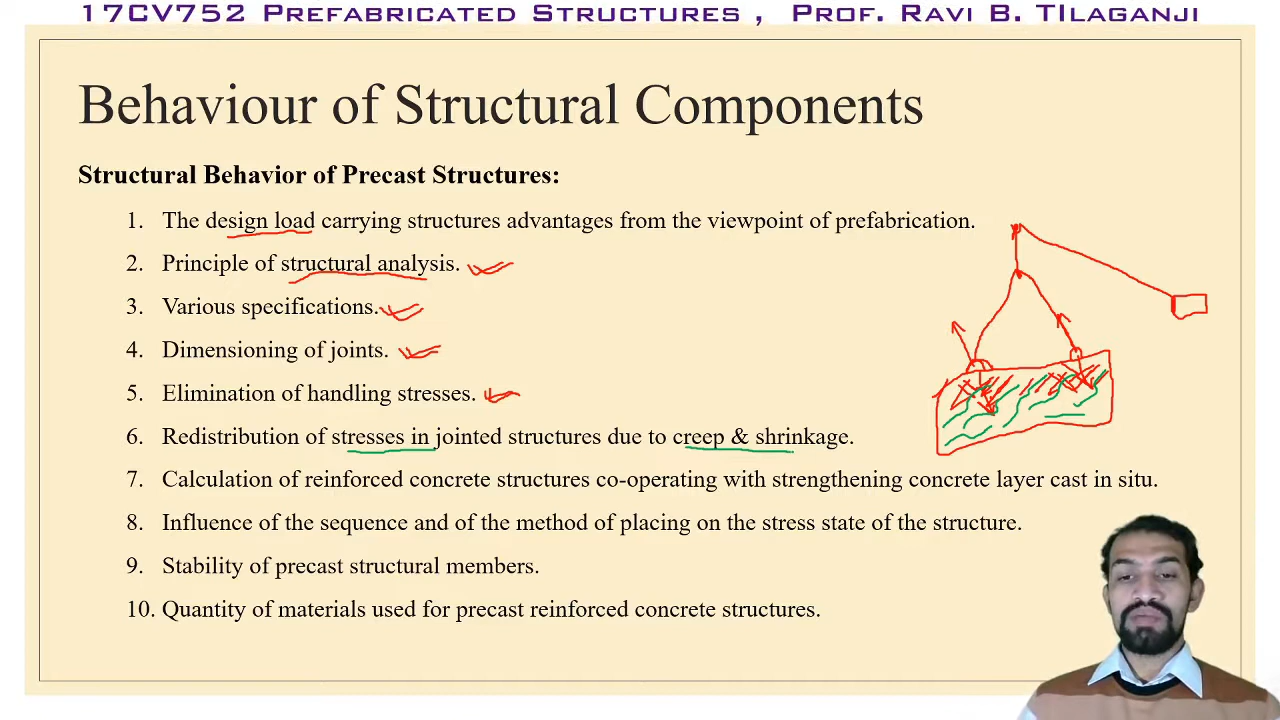 17CV752 PREFABRICATED STRUCTURES , PROF. RAVI B. TILAGANJI
Behaviour of Structural Components
Structural Behavior of Precast Structures:
1. The design load carrying structures advantages from the viewpoint of prefabrication.
2. Principle of structural analysis.
3. Various specifications.
4. Dimensioning of joints.
5. Elimination of handling stresses.
6. Redistribution of stresses in jointed structures due to creep & shrinkage.
7. Calculation of reinforced concrete structures co-operating with strengthening concrete layer cast in situ.
8. Influence of the sequence and of the method of placing on the stress state of the structure.
9. Stability of precast structural members.
10. Quantity of materials used for precast reinforced concrete structures.